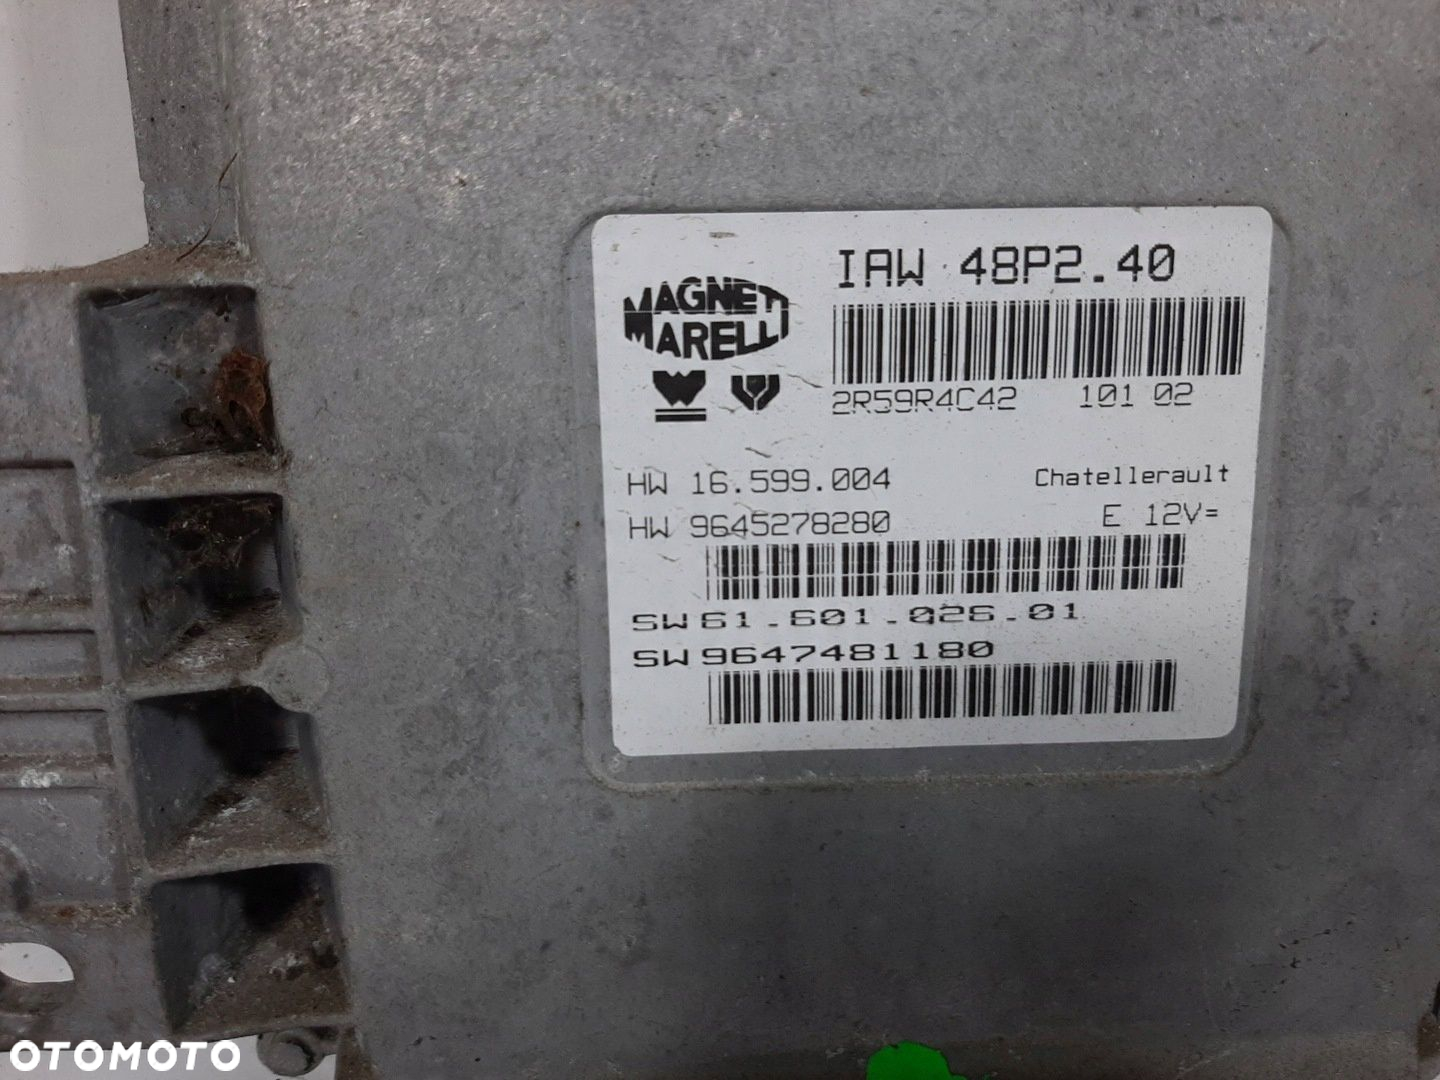 IAW 48P2.40
MAGNETI
MARELLI
2R59R4C42 101 02
HW 16.599.004 Chatellerault
HW 9645278280 E 12V=
SW 61.601.026.01
SW 9647481180
OTOMOTO